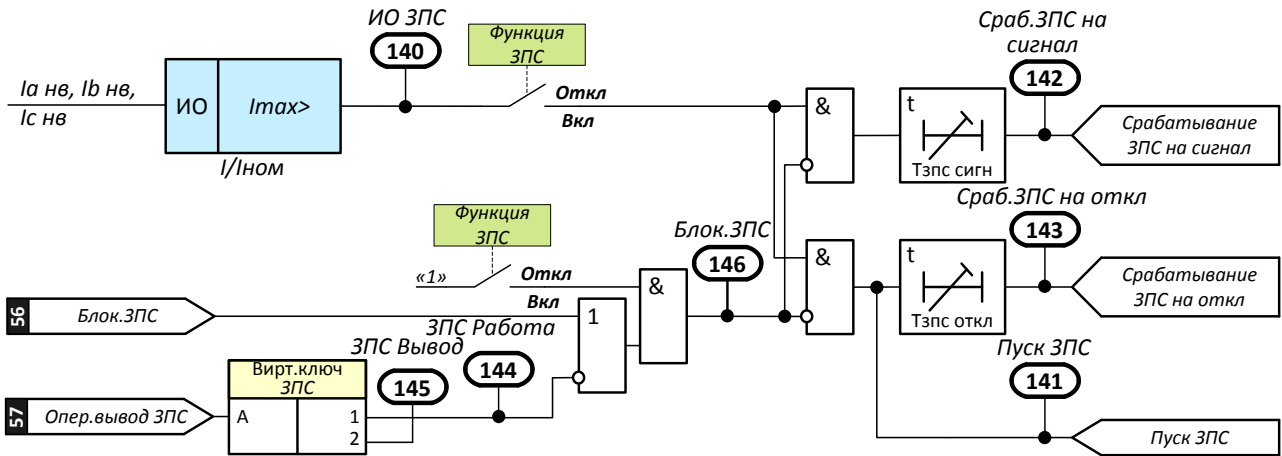 ИО ЗПС
140
Функция
ЗПС
Сраб.ЗПС на
сигнал
142
Iа нв, Ib нв,
Iс нв
ИО
Imax>
I/Iном
Откл
Вкл
&
t
Тзпс сигн
Срабатывание
ЗПС на сигнал
Функция
ЗПС
«1»
Откл
Вкл
Блок.ЗПС
146
&
Сраб.ЗПС на откл
143
&
t
Тзпс откл
Срабатывание
ЗПС на откл
56
Блок.ЗПС
1
ЗПС Работа
144
ЗПС Вывод
145
Вирт.ключ
ЗПС
57
Опер.вывод ЗПС
A
1
2
Пуск ЗПС
141
Пуск ЗПС